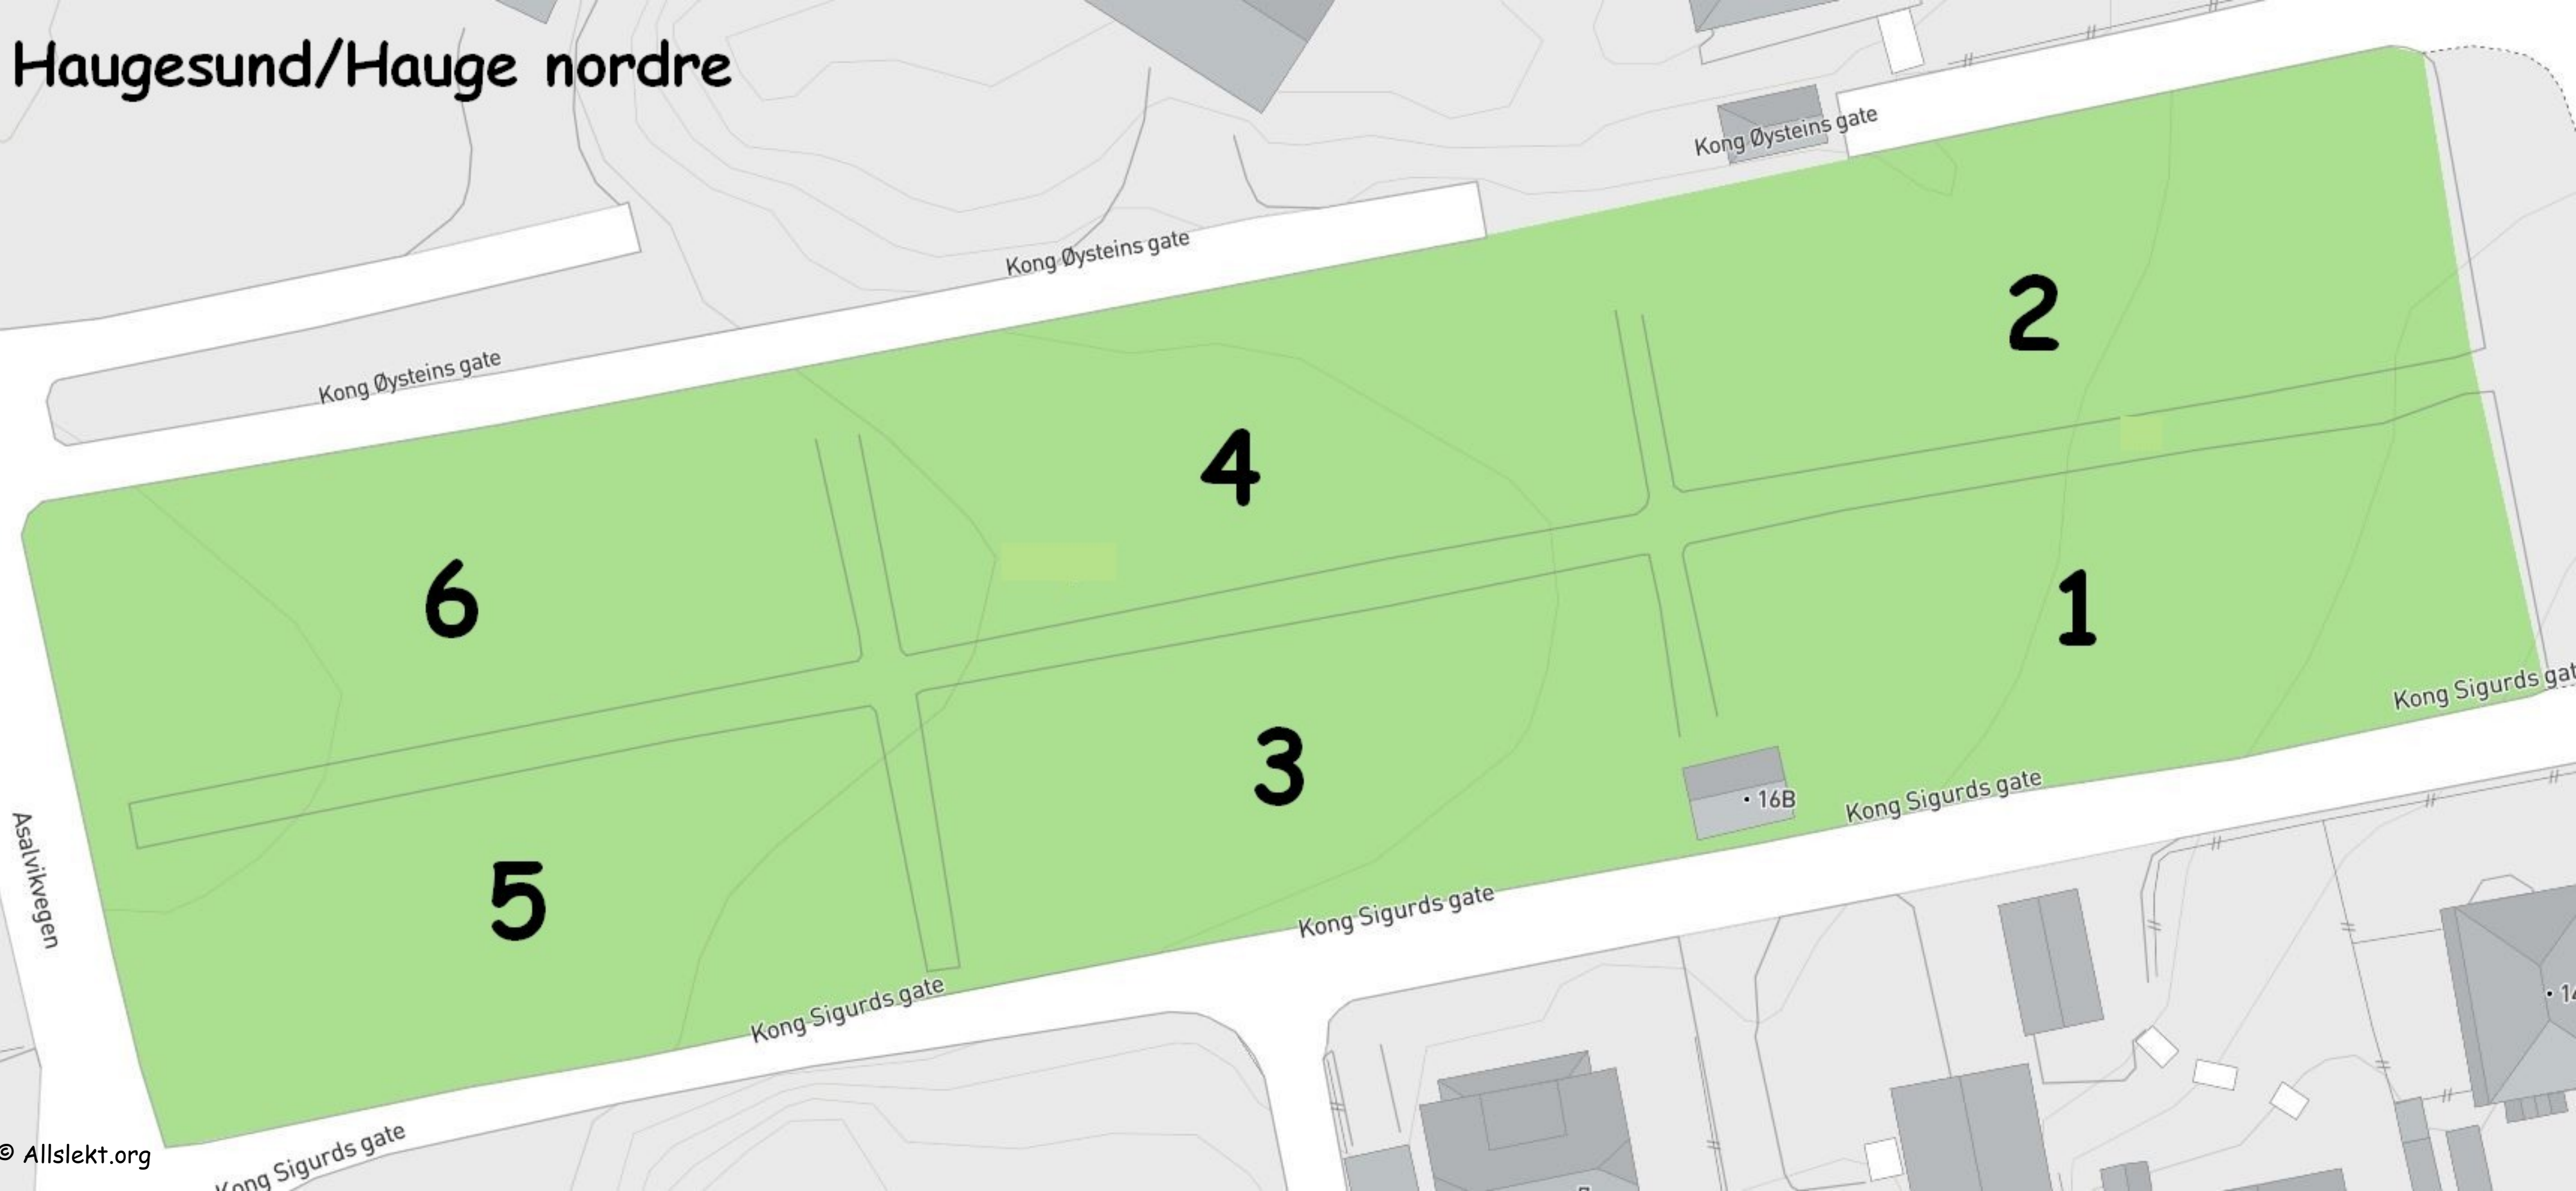 Haugesund/Hauge nordre
Kong Øysteins gate
Kong Øysteins gate
Kong Øysteins gate
2
4
6
1
3
5
Kong Sigurds gat
16B
Kong Sigurds gate
Kong Sigurds gate
Kong Sigurds gate
Kong Sigurds gate
Asalvikvegen
14
© Allslekt.org